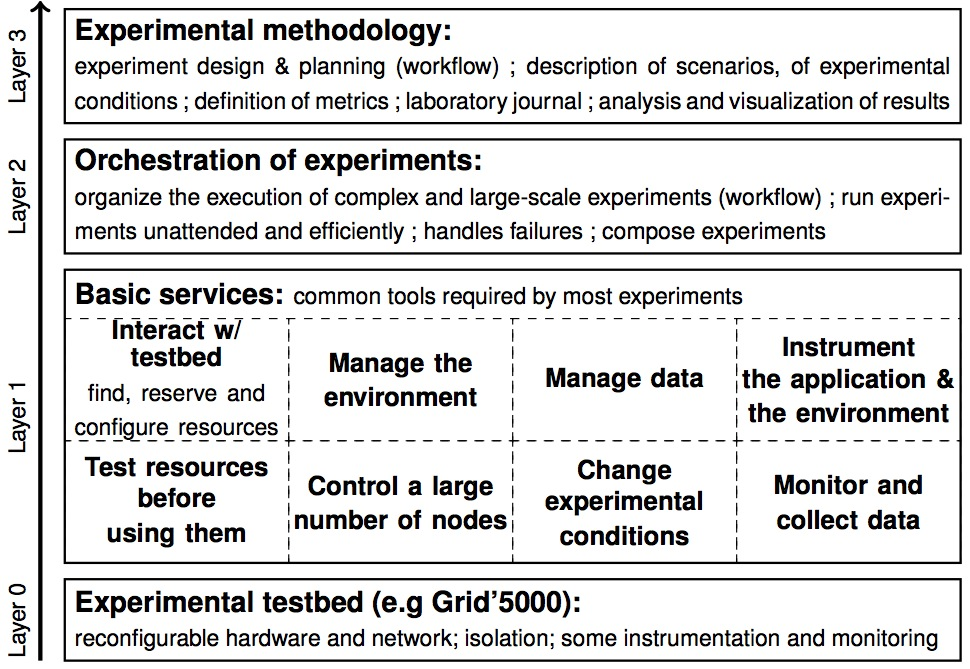 Layer 3
Experimental methodology:
experiment design & planning (workflow) ; description of scenarios, of experimental
conditions ; definition of metrics ; laboratory journal ; analysis and visualization of results
Layer 2
Orchestration of experiments:
organize the execution of complex and large-scale experiments (workflow) ; run experi-
ments unattended and efficiently ; handles failures ; compose experiments
Layer 1
Basic services: common tools required by most experiments
Interact w/
testbed
find, reserve and
configure resources
Manage the
environment
Manage data
Instrument
the application &
the environment
Test resources
before
using them
Control a large
number of nodes
Change
experimental
conditions
Monitor and
collect data
Layer 0
Experimental testbed (e.g Grid'5000):
reconfigurable hardware and network; isolation; some instrumentation and monitoring